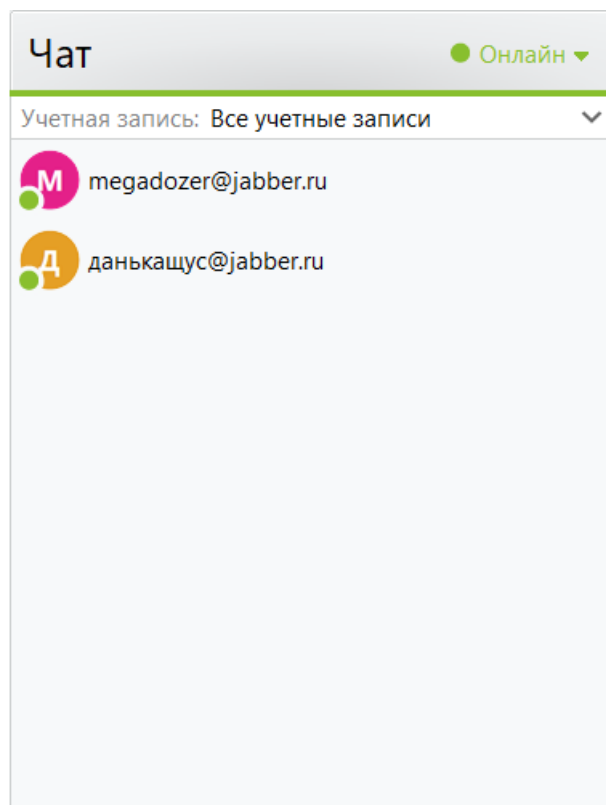 Чат
Онлайн
Учетная запись: Все учетные записи
М
megadozer@jabber.ru
Д
данькащус@jabber.ru